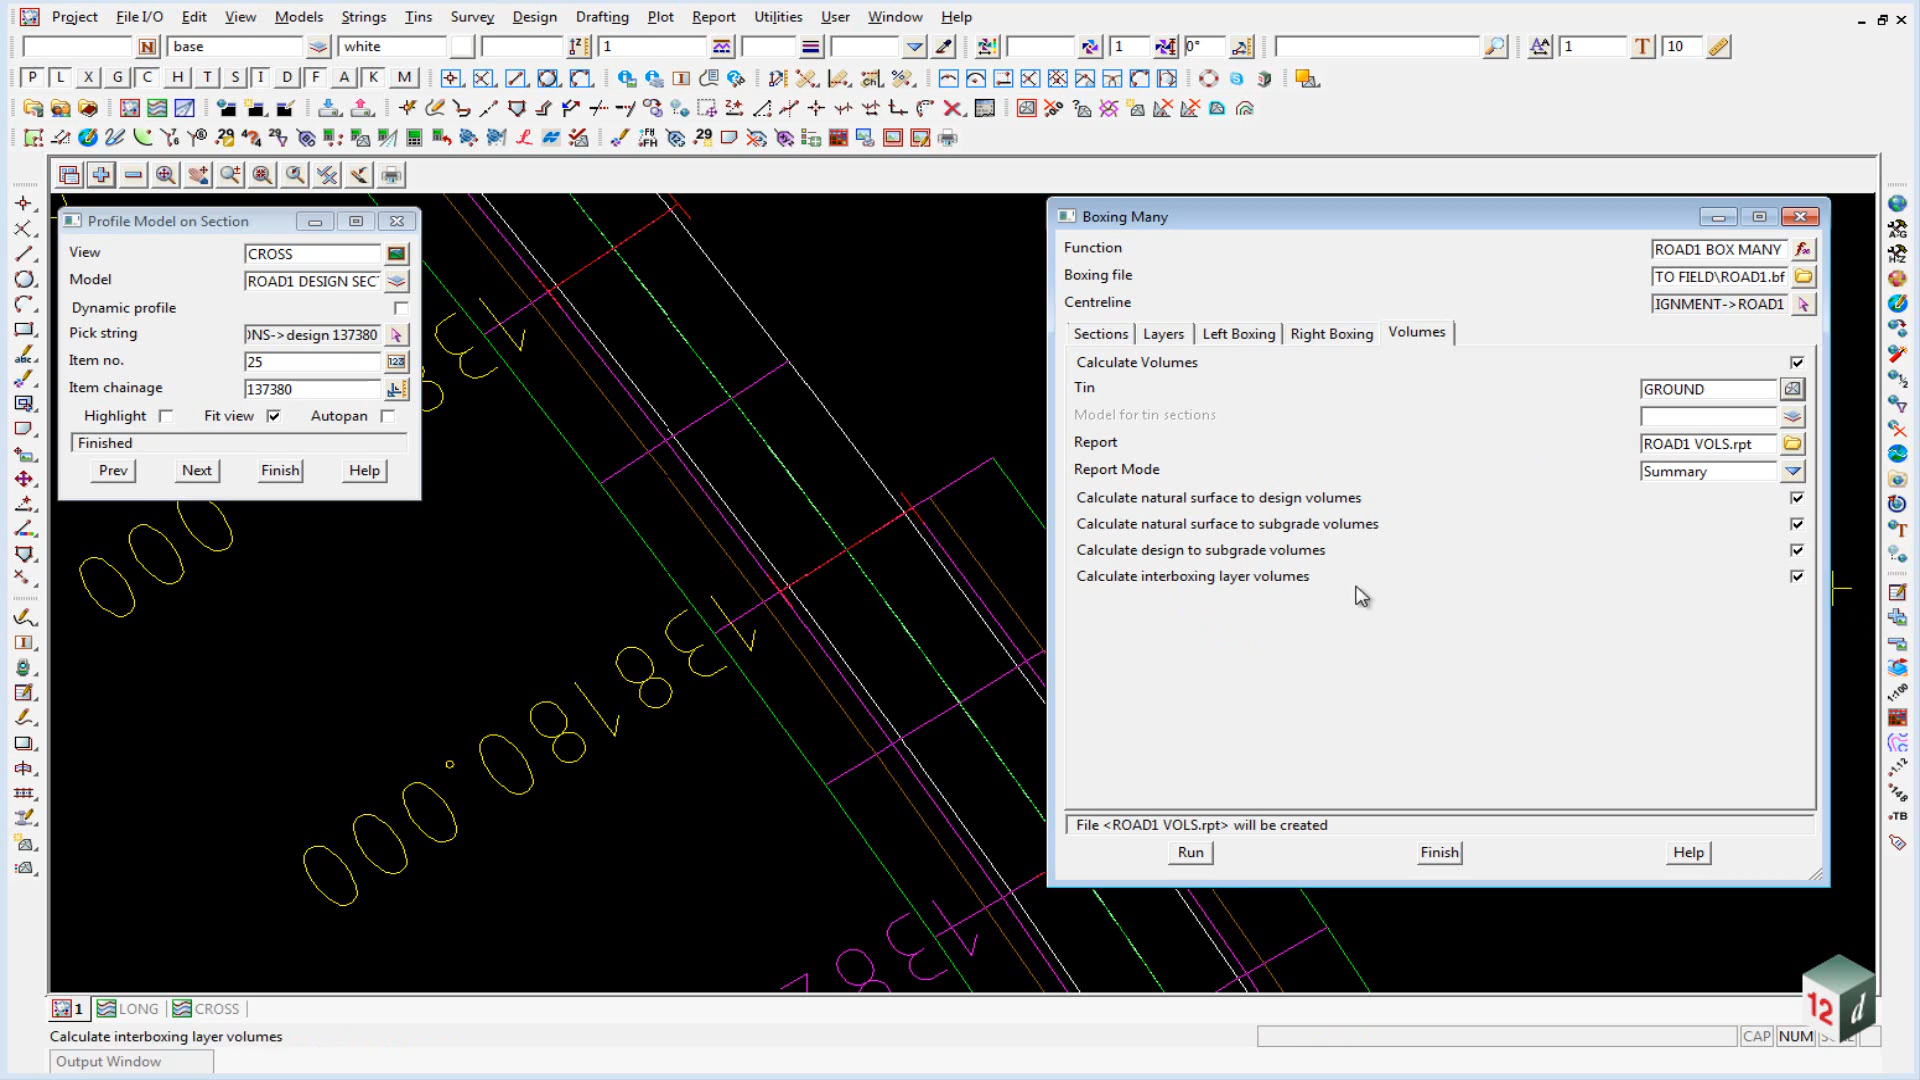 Project File I/O Edit View Models Strings Tins Survey Design Drafting Plot Report Utilities User Window Help
N base white 1 1 0° 1 T 10
P L X G C H T S I D F A K M
Profile Model on Section
View CROSS
Model ROAD1 DESIGN SECT
Dynamic profile
Pick string )NS->design 137380
Item no. 25
Item chainage 137380
Highlight Fit view Autopan
Finished
Prev Next Finish Help
Boxing Many
Function ROAD1 BOX MANY
Boxing file TO FIELD\ROAD1.bf
Centreline IGNMENT->ROAD1
Sections Layers Left Boxing Right Boxing Volumes
Calculate Volumes
Tin GROUND
Model for tin sections
Report ROAD1 VOLS.rpt
Report Mode Summary
Calculate natural surface to design volumes
Calculate natural surface to subgrade volumes
Calculate design to subgrade volumes
Calculate interboxing layer volumes
File <ROAD1 VOLS.rpt> will be created
Run Finish Help
138180.000
12d
1 LONG CROSS
Calculate interboxing layer volumes
CAP NUM
Output Window